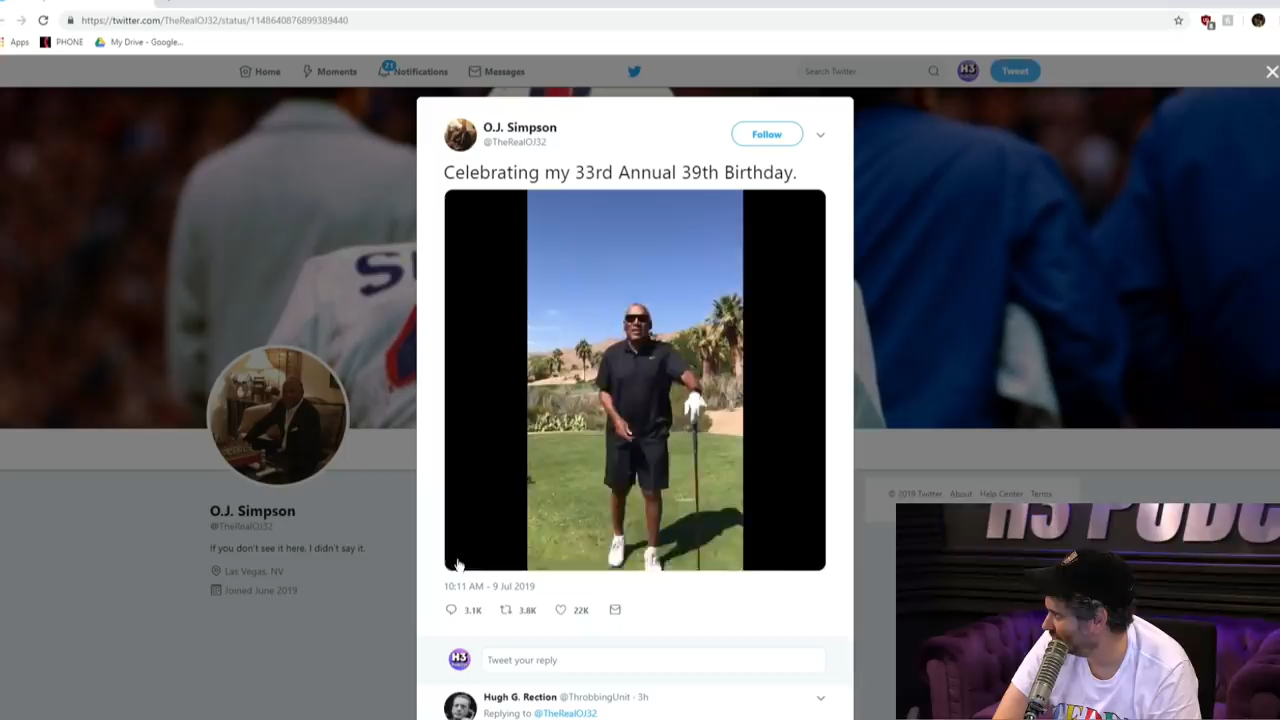 https://twitter.com/TheRealOJ32/status/1148640876899389440
Apps PHONE My Drive - Google...
Home Moments 21 Notifications Messages Search Twitter H3 Tweet
O.J. Simpson
@TheRealOJ32
Follow
Celebrating my 33rd Annual 39th Birthday.
O.J. Simpson
@TheRealOJ32
If you don't see it here, I didn't say it.
Las Vegas, NV
Joined June 2019
© 2019 Twitter About Help Center Terms
10:11 AM - 9 Jul 2019
3.1K 3.8K 22K
H3 Tweet your reply
Hugh G. Rection @ThrobbingUnit · 3h
Replying to @TheRealOJ32
H3 PODC